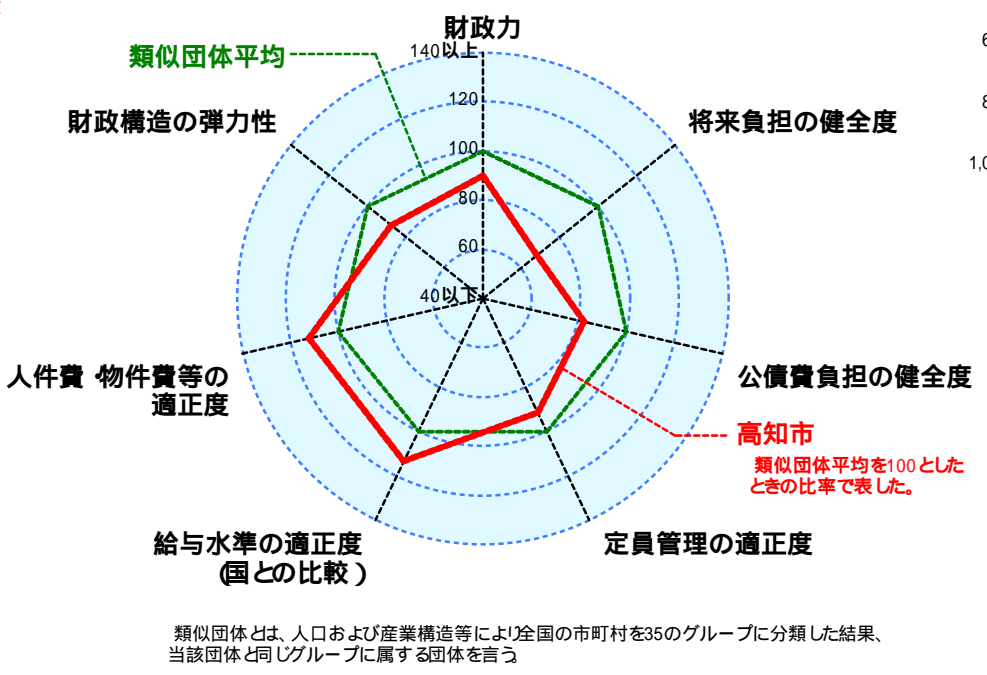 財政力
140以上
類似団体平均
120
財政構造の弾力性
将来負担の健全度
100
80
60
40以下
人件費・物件費等の
適正度
公債費負担の健全度
高知市
類似団体平均を100とした
ときの比率で表した。
給与水準の適正度
(国との比較)
定員管理の適正度
類似団体とは、人口および産業構造等により全国の市町村を35のグループに分類した結果、
当該団体と同じグループに属する団体を言う